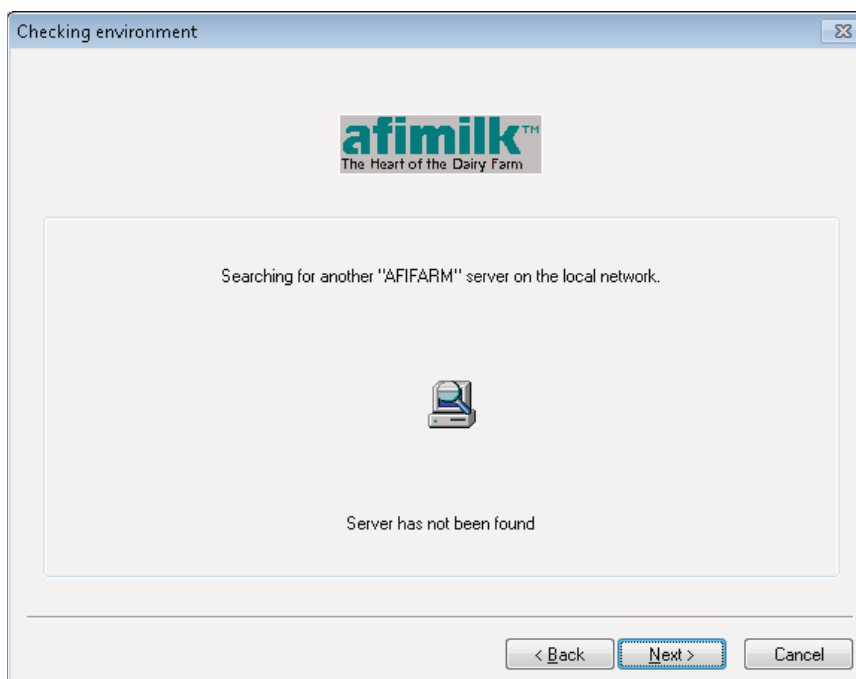 Checking environment
afimilk™
The Heart of the Dairy Farm
Searching for another "AFIFARM" server on the local network.
Server has not been found
< Back
Next >
Cancel